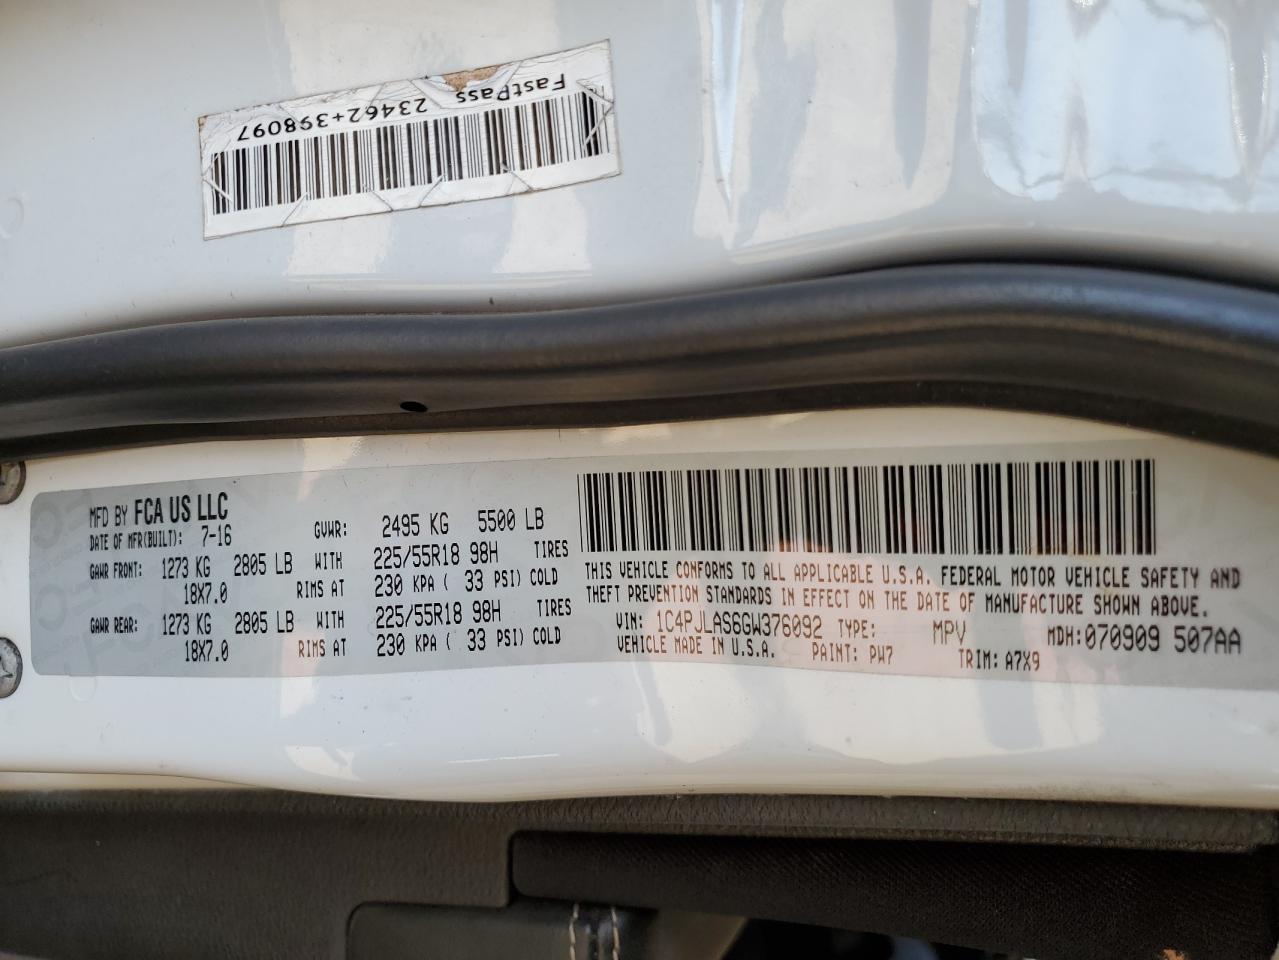 FastPass 23462+398097
MFD BY FCA US LLC
DATE OF MFR(BUILT): 7-16 GVWR: 2495 KG 5500 LB
GAWR FRONT: 1273 KG 2805 LB WITH 225/55R18 98H TIRES
18X7.0 RIMS AT 230 KPA ( 33 PSI) COLD
GAWR REAR: 1273 KG 2805 LB WITH 225/55R18 98H TIRES
18X7.0 RIMS AT 230 KPA ( 33 PSI) COLD
THIS VEHICLE CONFORMS TO ALL APPLICABLE U.S.A. FEDERAL MOTOR VEHICLE SAFETY AND
THEFT PREVENTION STANDARDS IN EFFECT ON THE DATE OF MANUFACTURE SHOWN ABOVE.
VIN: 1C4PJLAS6GW376092 TYPE: MPV MDH:070909 507AA
VEHICLE MADE IN U.S.A. PAINT: PW7 TRIM: A7X9